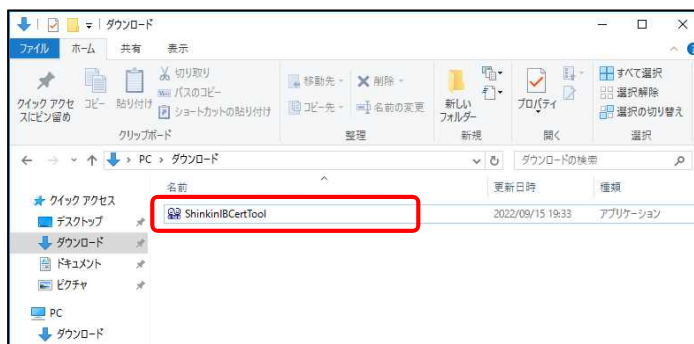 ダウンロード
ファイル ホーム 共有 表示
クイック アクセスにピン留め
コピー
貼り付け
切り取り
パスのコピー
ショートカットの貼り付け
クリップボード
移動先
コピー先
削除
名前の変更
整理
新しいフォルダー
新規
プロパティ
開く
すべて選択
選択解除
選択の切り替え
選択
PC › ダウンロード
ダウンロードの検索
名前 更新日時 種類
ShinkinIBCertTool 2022/09/15 19:33 アプリケーション
クイック アクセス
デスクトップ
ダウンロード
ドキュメント
ピクチャ
PC
ダウンロード